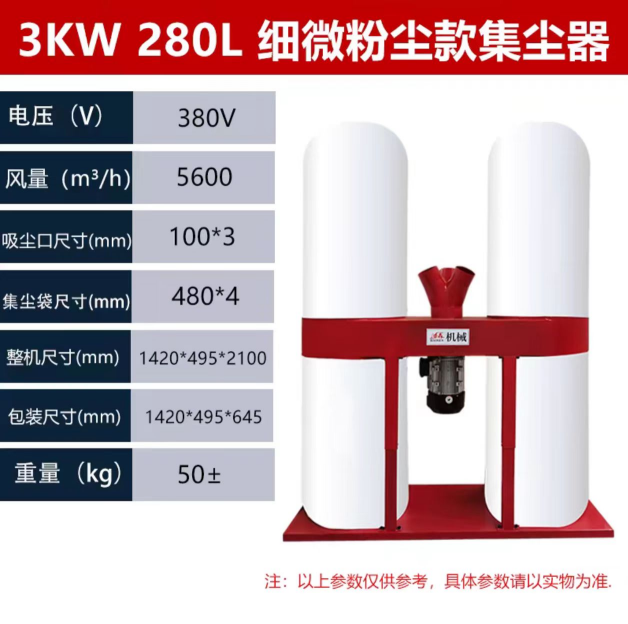 3KW 280L 细微粉尘款集尘器
电压（V） 380V
风量（m³/h） 5600
吸尘口尺寸(mm) 100*3
集尘袋尺寸(mm) 480*4
整机尺寸(mm) 1420*495*2100
包装尺寸(mm) 1420*495*645
重量（kg） 50±
机械
注：以上参数仅供参考，具体参数请以实物为准.